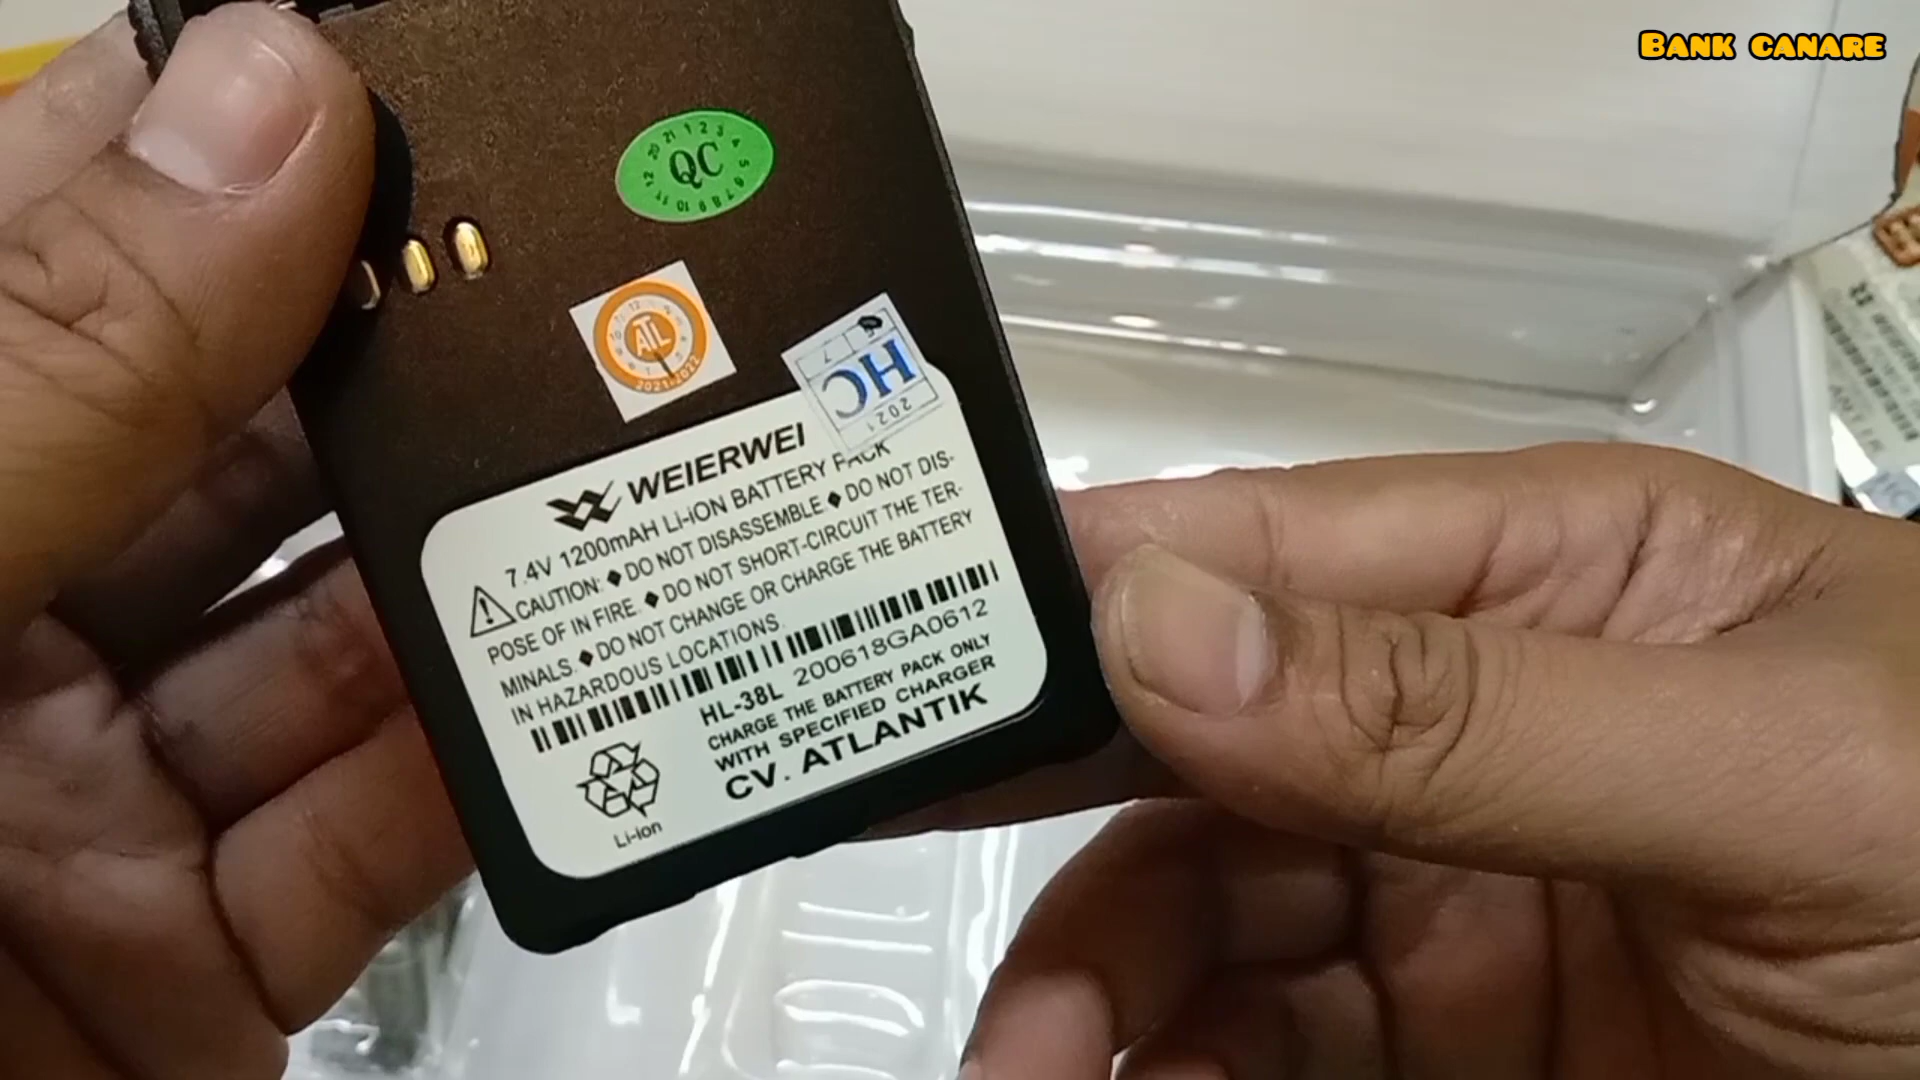 BANK CANARE
QC
ATL
2021-2022
HC
2021
WEIERWEI
7.4V 1200mAH Li-iON BATTERY PACK
CAUTION: ◆DO NOT DISASSEMBLE ◆DO NOT DIS-
POSE OF IN FIRE. ◆DO NOT SHORT-CIRCUIT THE TER-
MINALS. ◆DO NOT CHANGE OR CHARGE THE BATTERY
IN HAZARDOUS LOCATIONS.
HL-38L 200618GA0612
CHARGE THE BATTERY PACK ONLY
WITH SPECIFIED CHARGER
CV. ATLANTIK
Li-ion